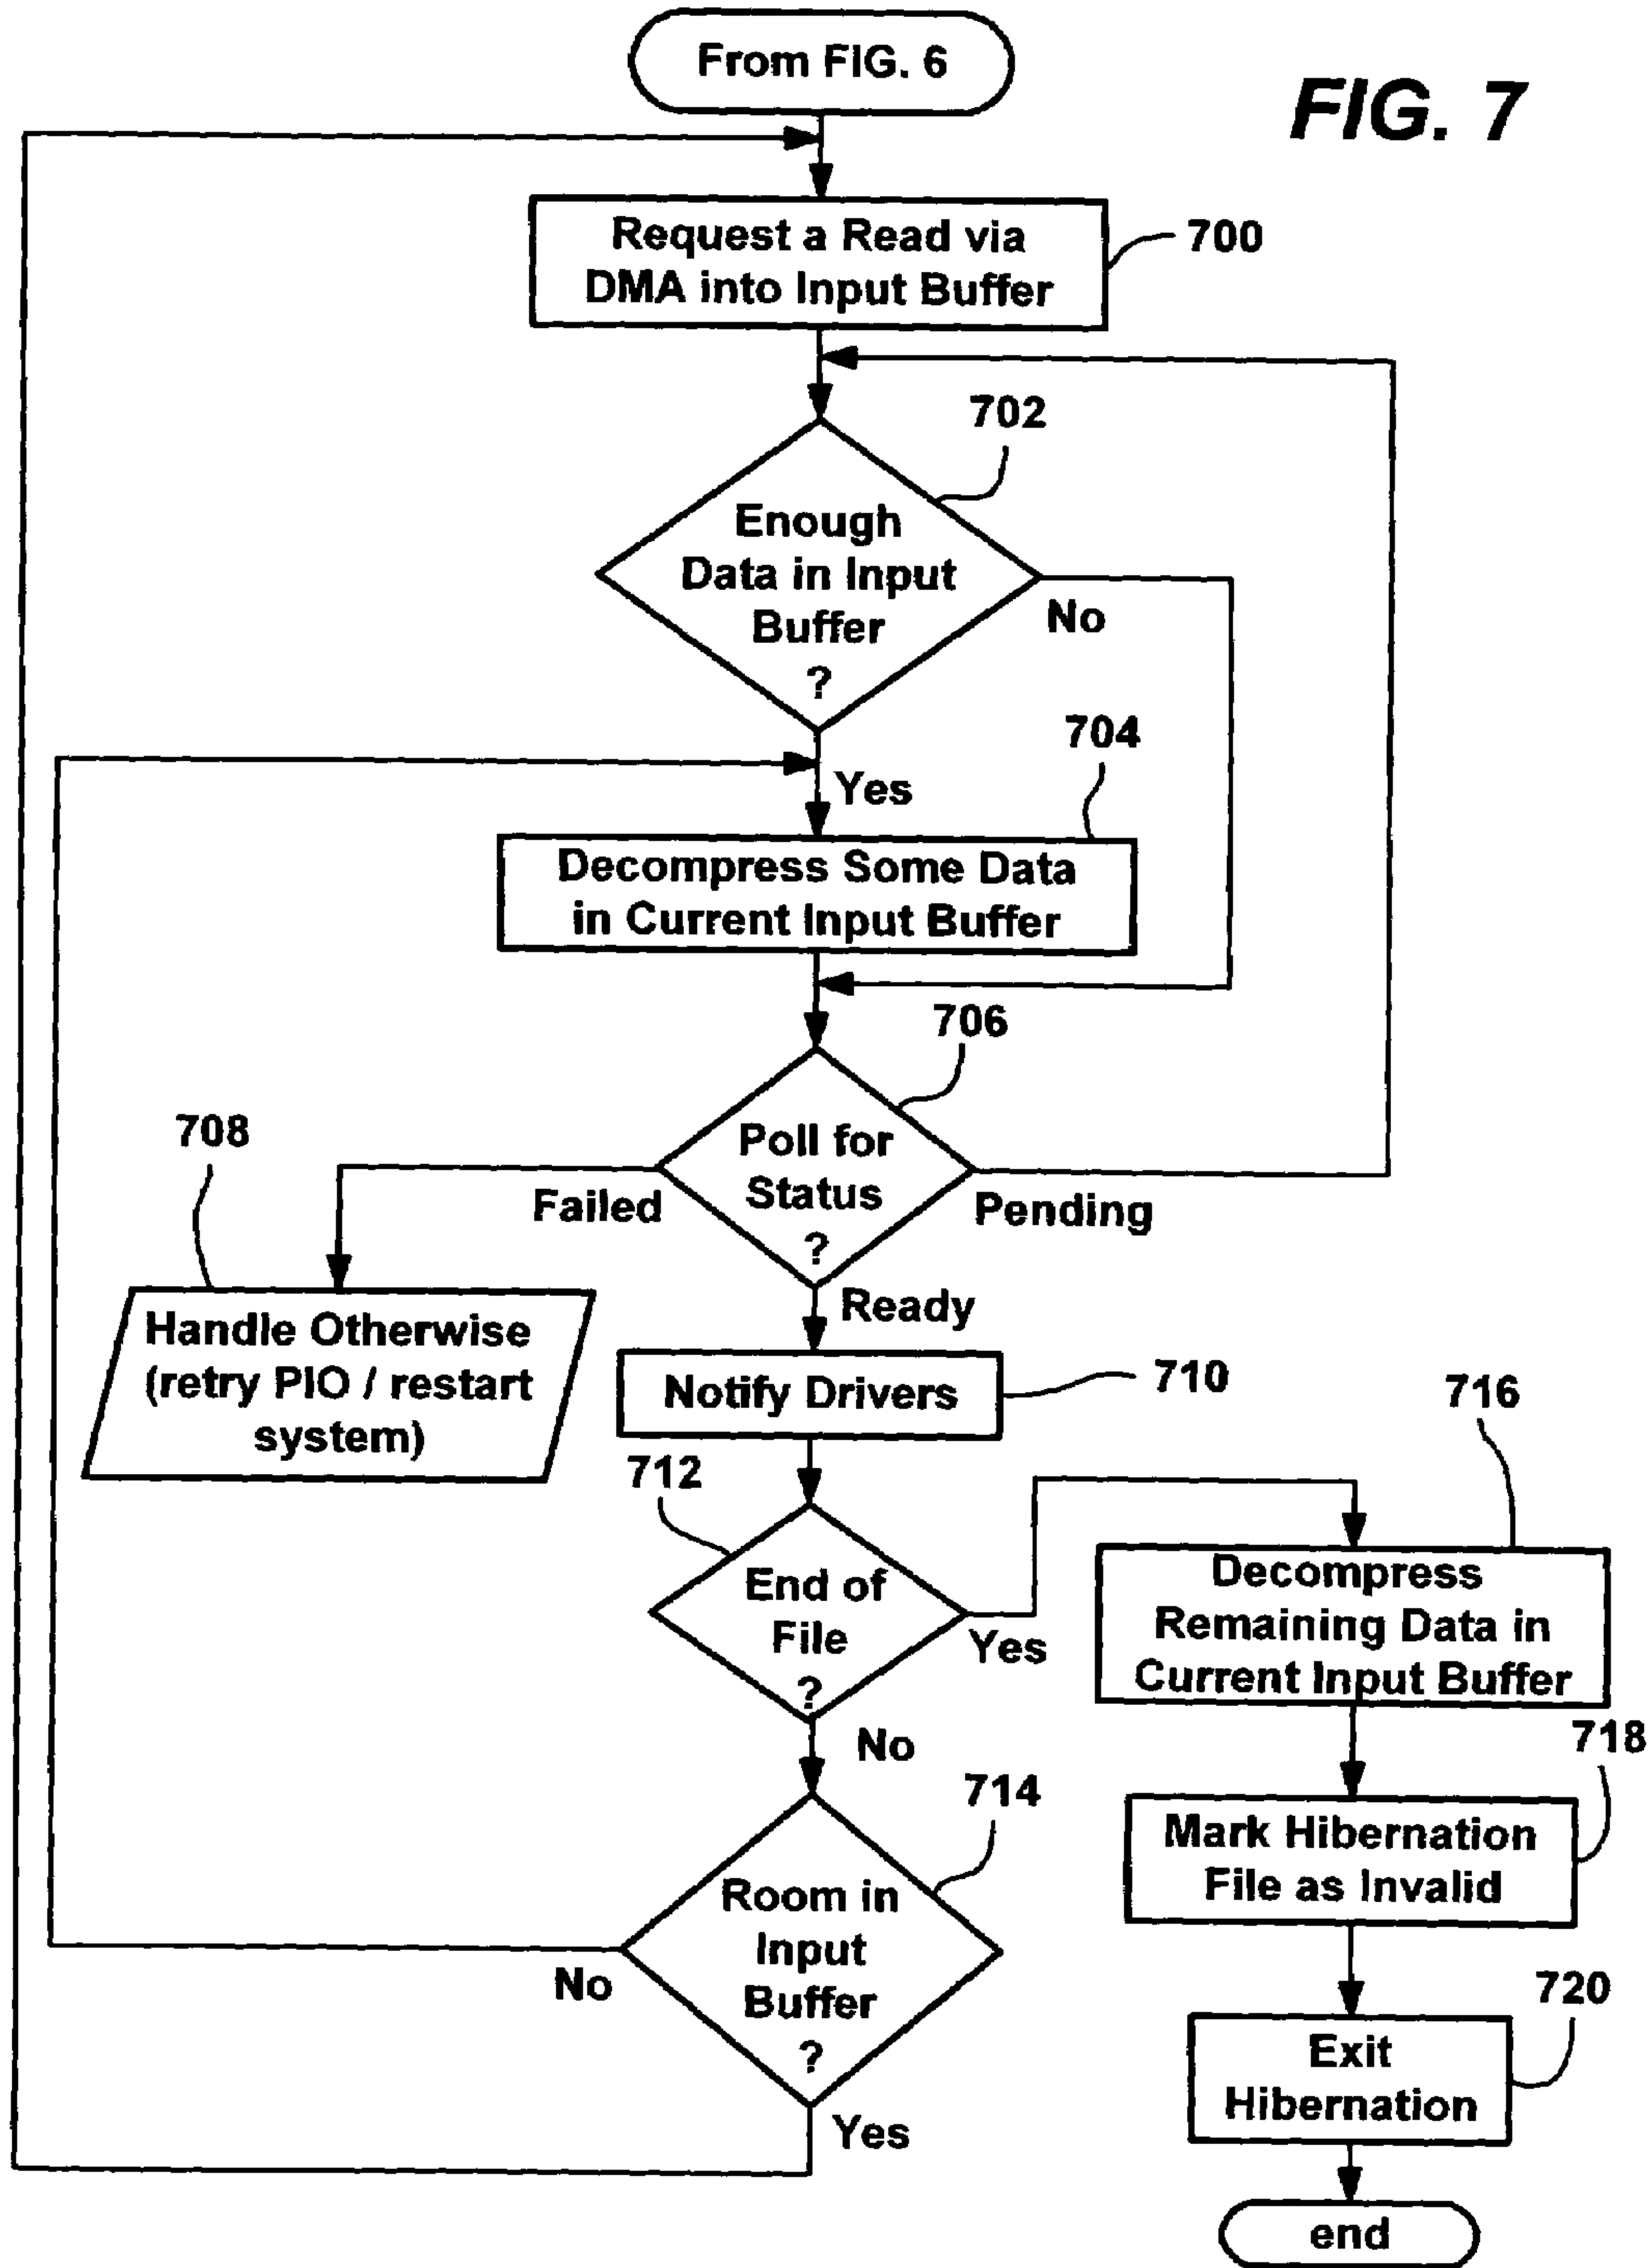 From FIG. 6
FIG. 7
Request a Read via
DMA into Input Buffer
700
702
Enough
Data in Input
Buffer
?
No
704
Yes
Decompress Some Data
in Current Input Buffer
706
708
Poll for
Status
?
Failed
Pending
Ready
Handle Otherwise
(retry PIO / restart
system)
Notify Drivers
710
712
716
End of
File
?
Yes
No
Decompress
Remaining Data in
Current Input Buffer
718
714
Mark Hibernation
File as Invalid
Room in
Input
Buffer
?
No
Yes
720
Exit
Hibernation
end